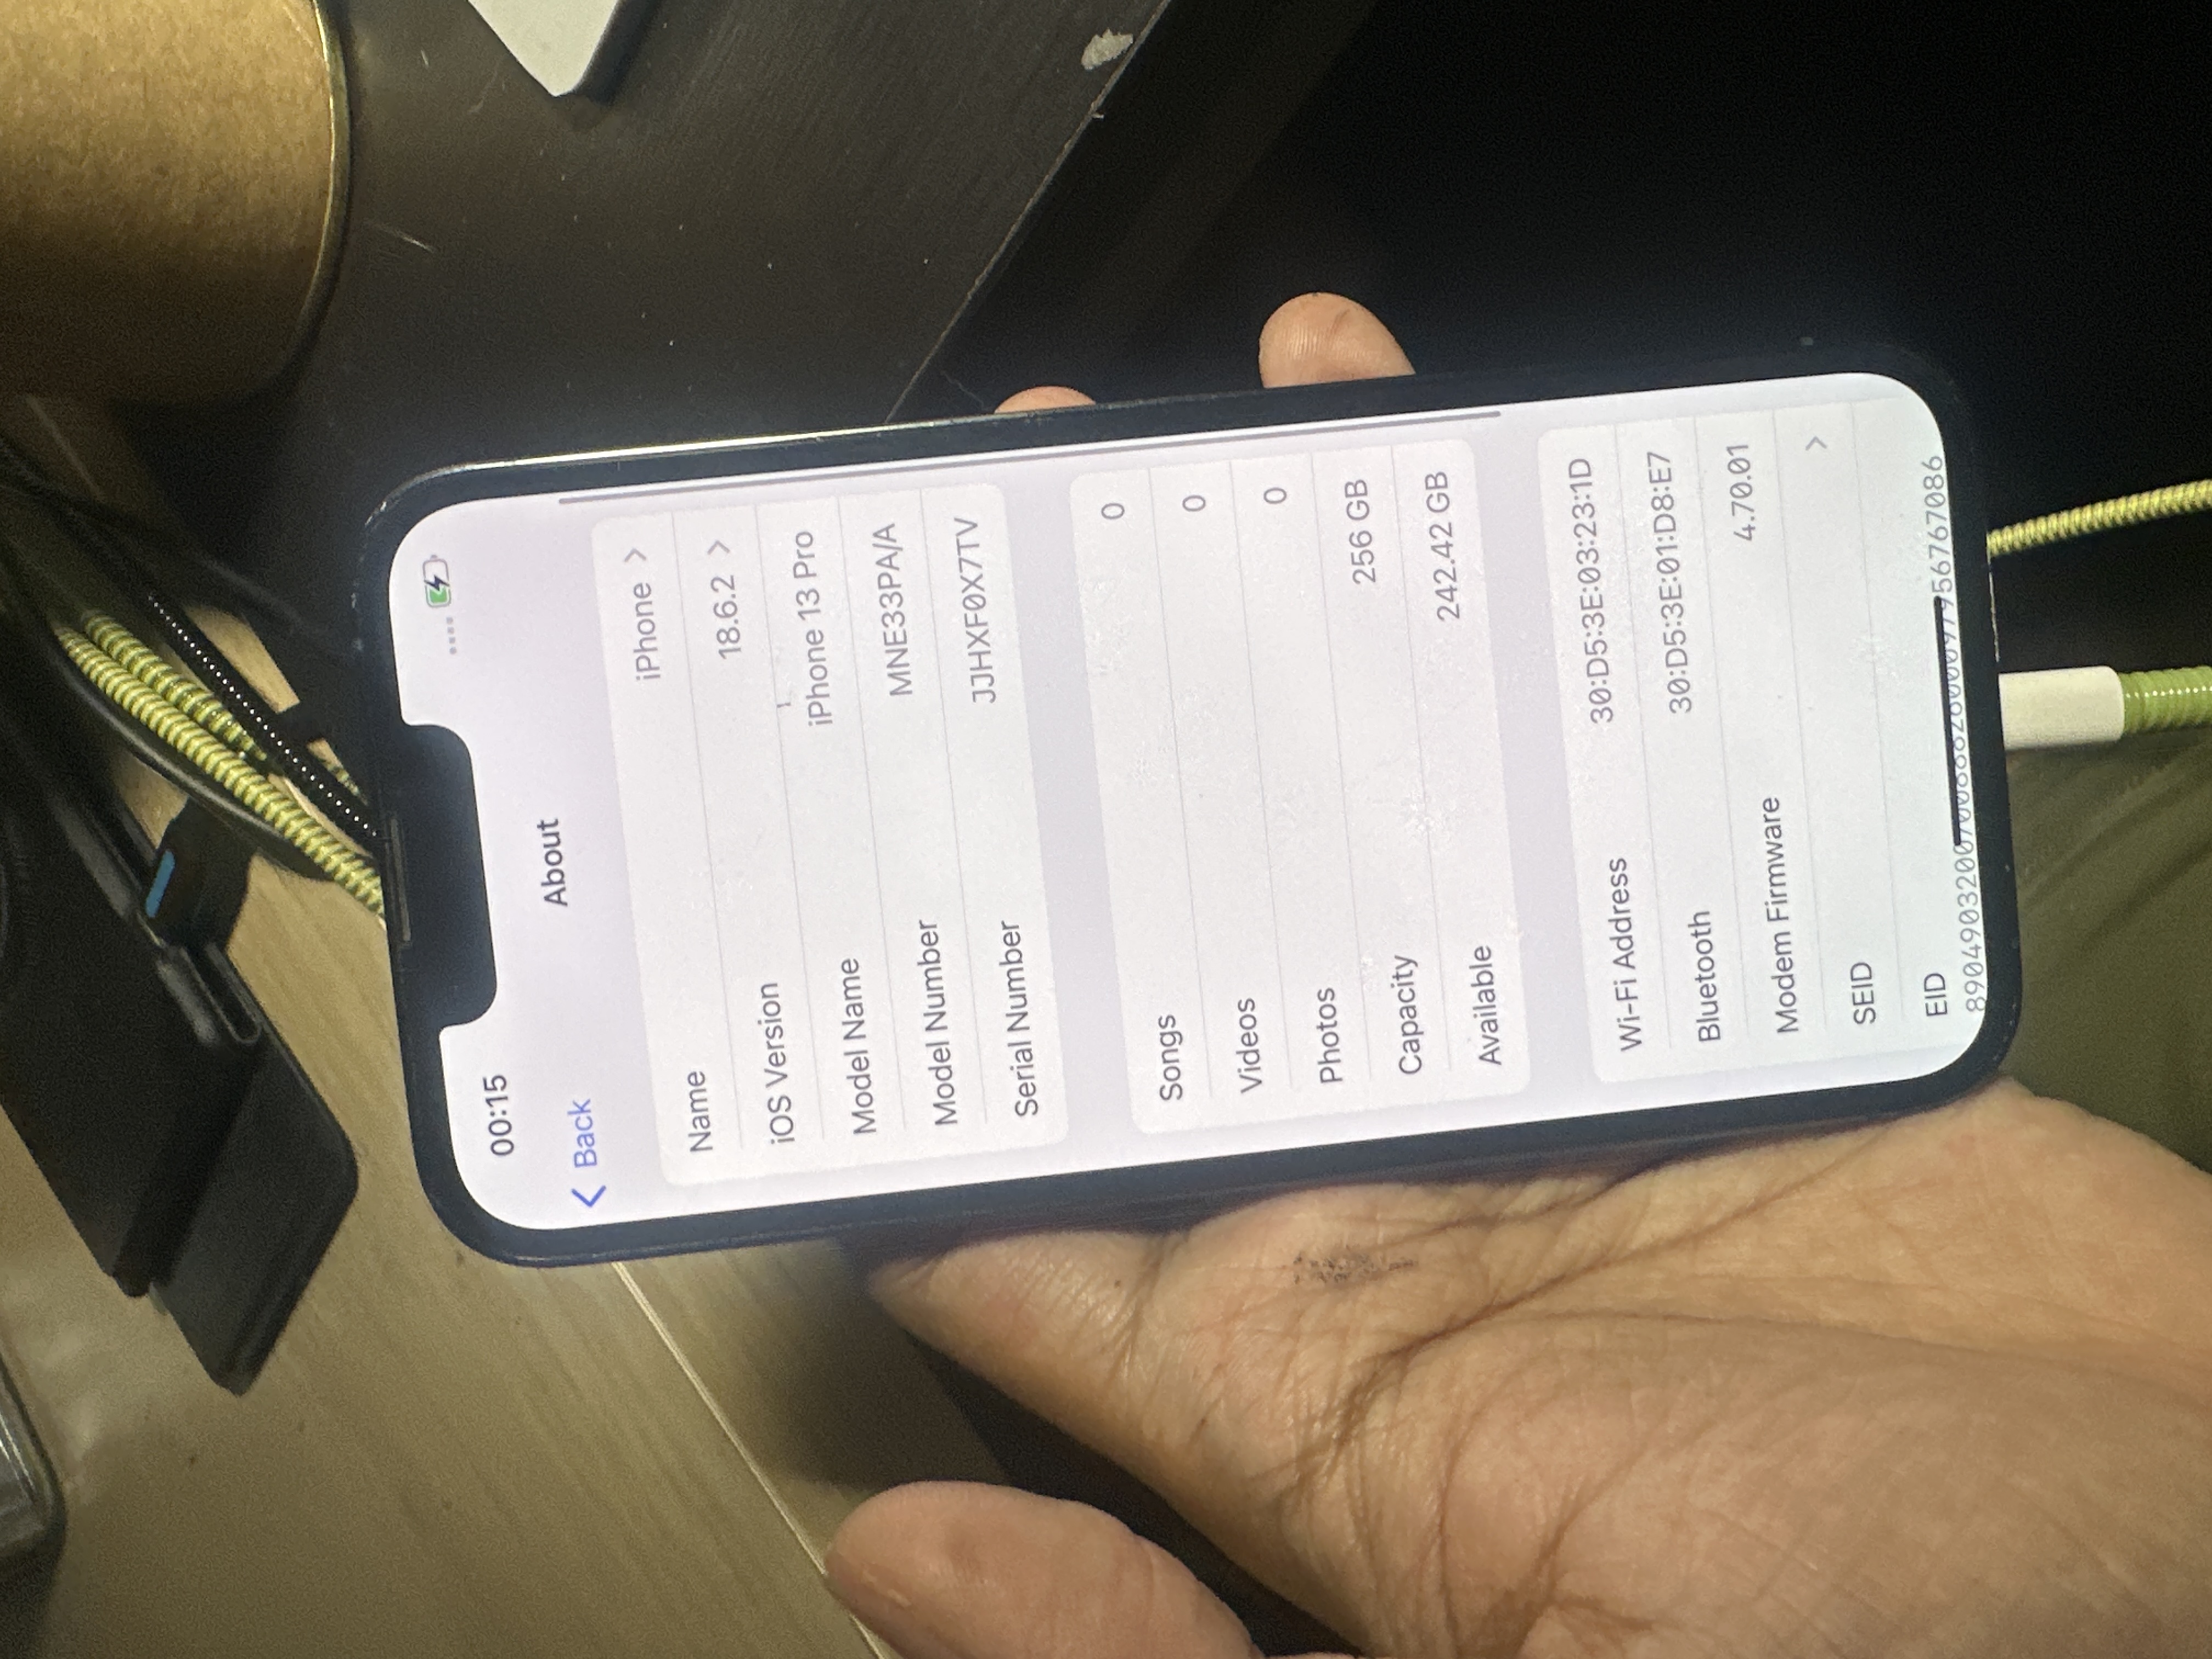 00:15
Back
About
Name
iPhone
iOS Version
18.6.2
Model Name
iPhone 13 Pro
Model Number
MNE33PA/A
Serial Number
JJHXF0X7TV
Songs
0
Videos
0
Photos
0
Capacity
256 GB
Available
242.42 GB
Wi-Fi Address
30:D5:3E:03:23:1D
Bluetooth
30:D5:3E:01:D8:E7
Modem Firmware
4.70.01
SEID
EID